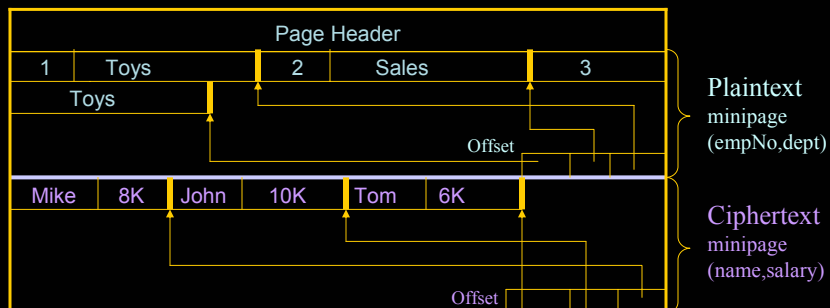 Page Header
1 Toys 2 Sales 3
Toys
Offset
Plaintext
minipage
(empNo,dept)
Mike 8K John 10K Tom 6K
Offset
Ciphertext
minipage
(name,salary)